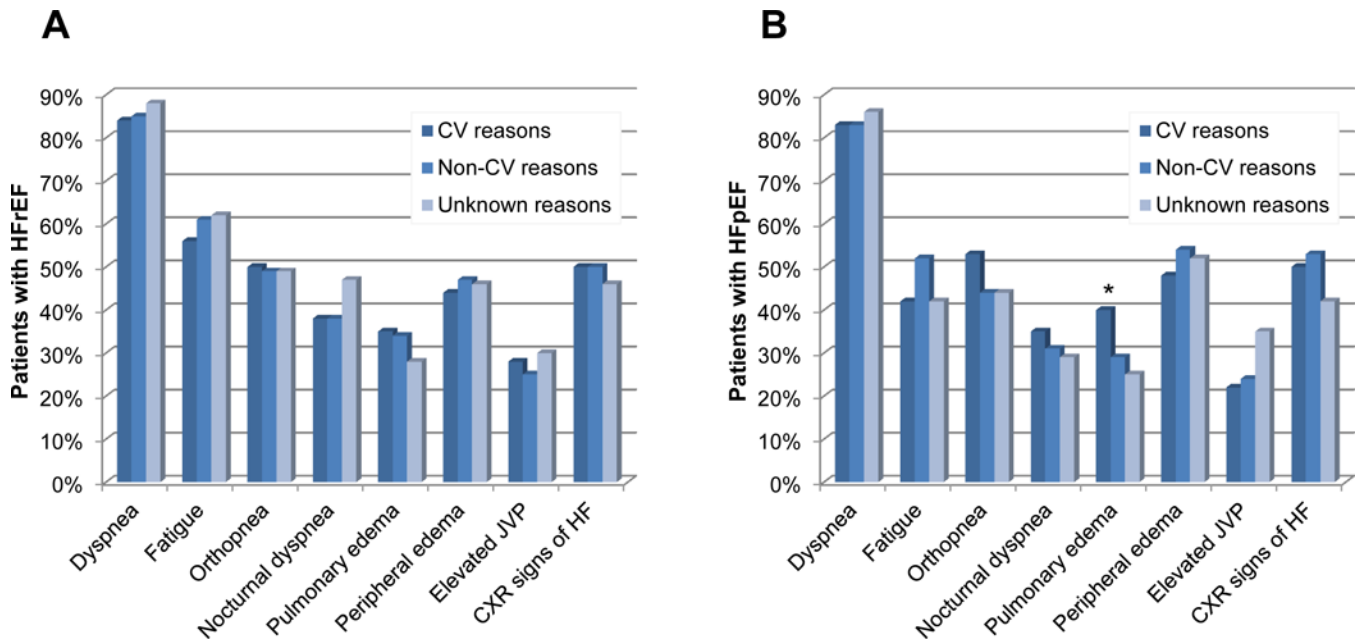 A
Patients with HFrEF
90%
80%
70%
60%
50%
40%
30%
20%
10%
0%
CV reasons
Non-CV reasons
Unknown reasons
Dyspnea
Fatigue
Orthopnea
Nocturnal dyspnea
Pulmonary edema
Peripheral edema
Elevated JVP
CXR signs of HF
B
Patients with HFpEF
90%
80%
70%
60%
50%
40%
30%
20%
10%
0%
CV reasons
Non-CV reasons
Unknown reasons
*
Dyspnea
Fatigue
Orthopnea
Nocturnal dyspnea
Pulmonary edema
Peripheral edema
Elevated JVP
CXR signs of HF